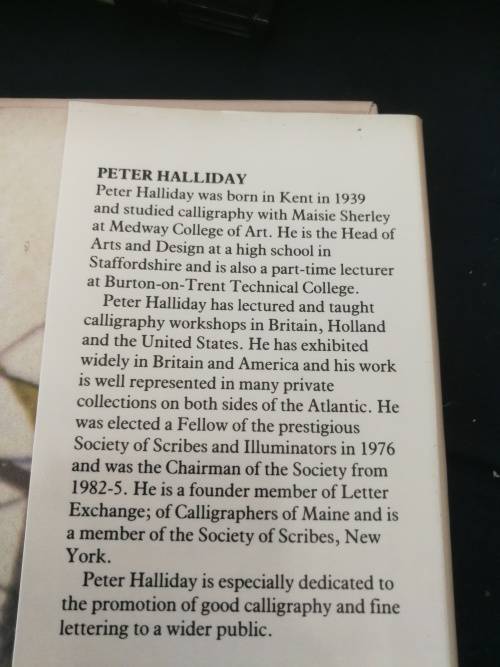 PETER HALLIDAY
Peter Halliday was born in Kent in 1939
and studied calligraphy with Maisie Sherley
at Medway College of Art. He is the Head of
Arts and Design at a high school in
Staffordshire and is also a part-time lecturer
at Burton-on-Trent Technical College.
Peter Halliday has lectured and taught
calligraphy workshops in Britain, Holland
and the United States. He has exhibited
widely in Britain and America and his work
is well represented in many private
collections on both sides of the Atlantic. He
was elected a Fellow of the prestigious
Society of Scribes and Illuminators in 1976
and was the Chairman of the Society from
1982-5. He is a founder member of Letter
Exchange; of Calligraphers of Maine and is
a member of the Society of Scribes, New
York.
Peter Halliday is especially dedicated to
the promotion of good calligraphy and fine
lettering to a wider public.